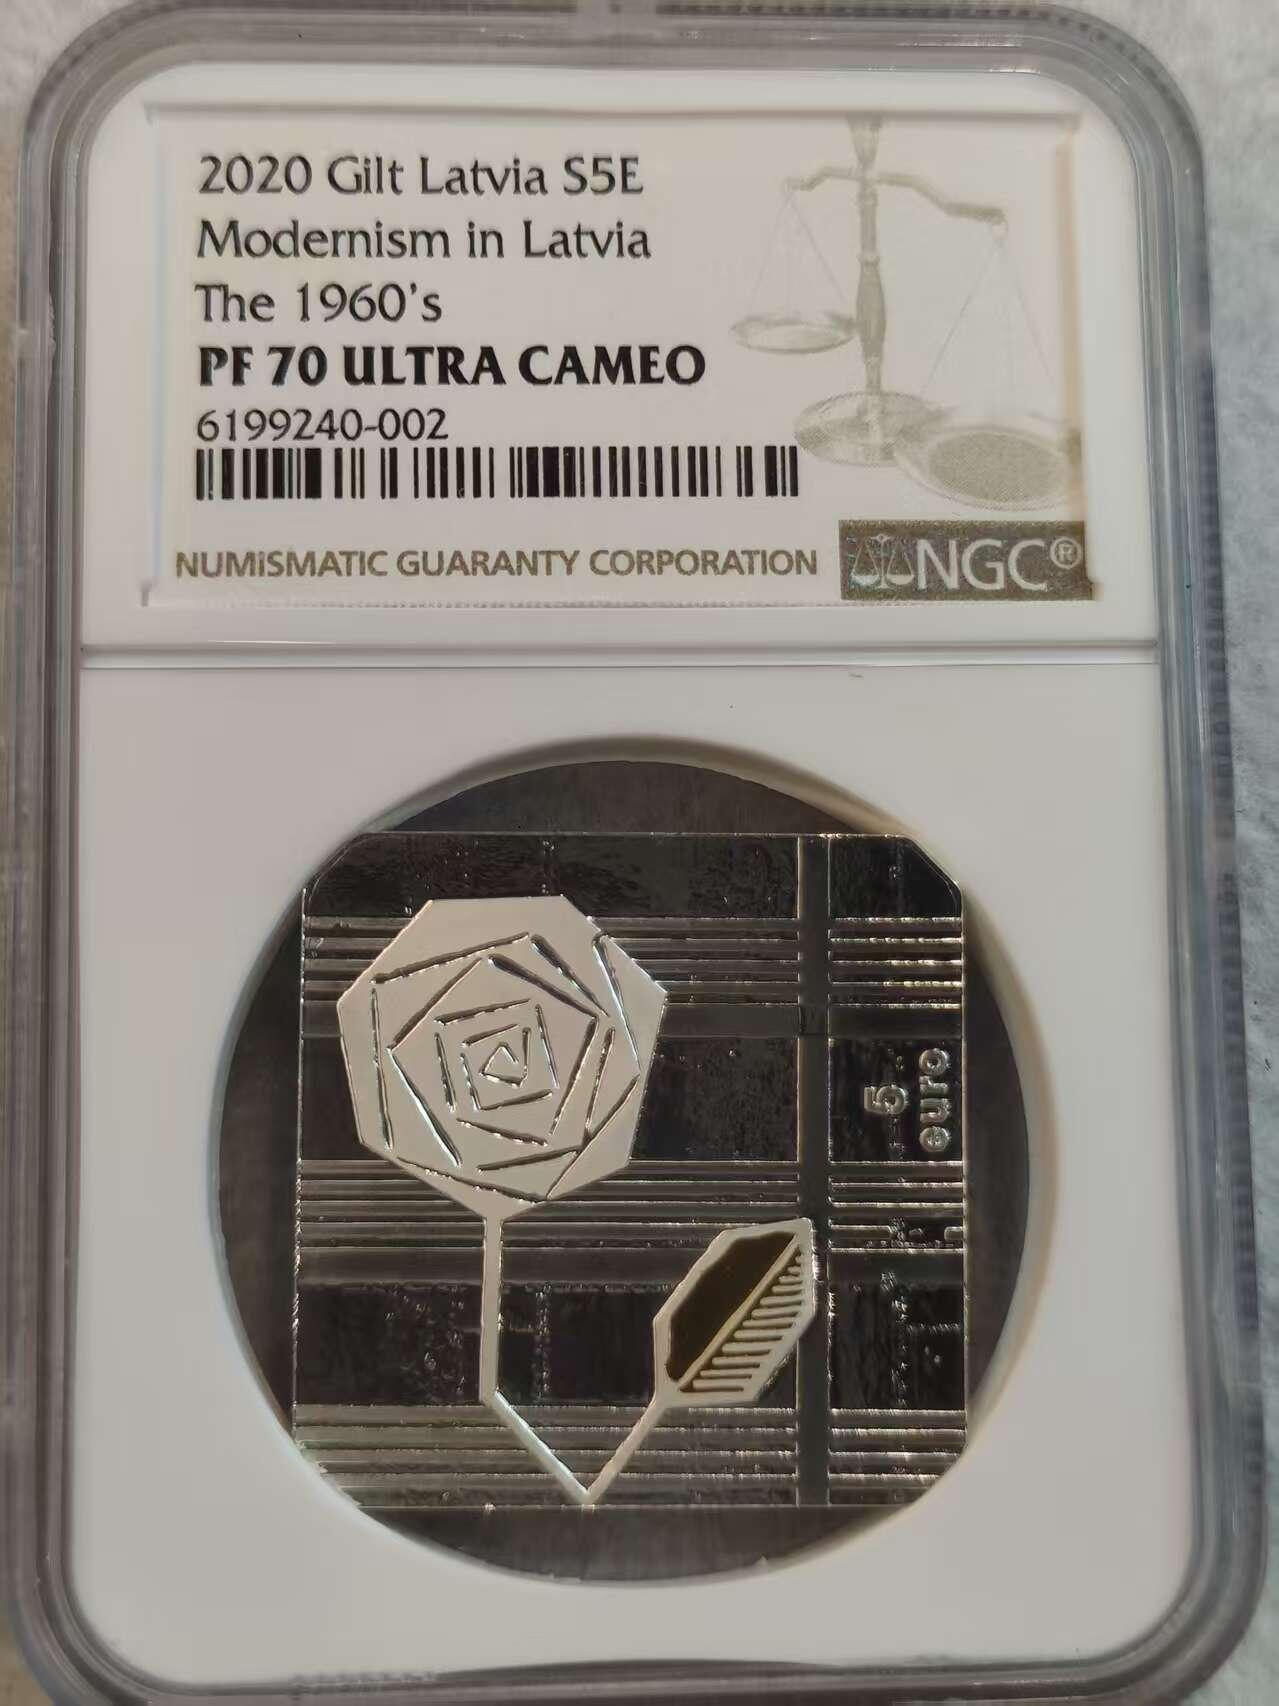 2020 Gilt Latvia S5E
Modernism in Latvia
The 1960's
PF 70 ULTRA CAMEO
6199240-002
NUMISMATIC GUARANTY CORPORATION
NGC®
5
euro